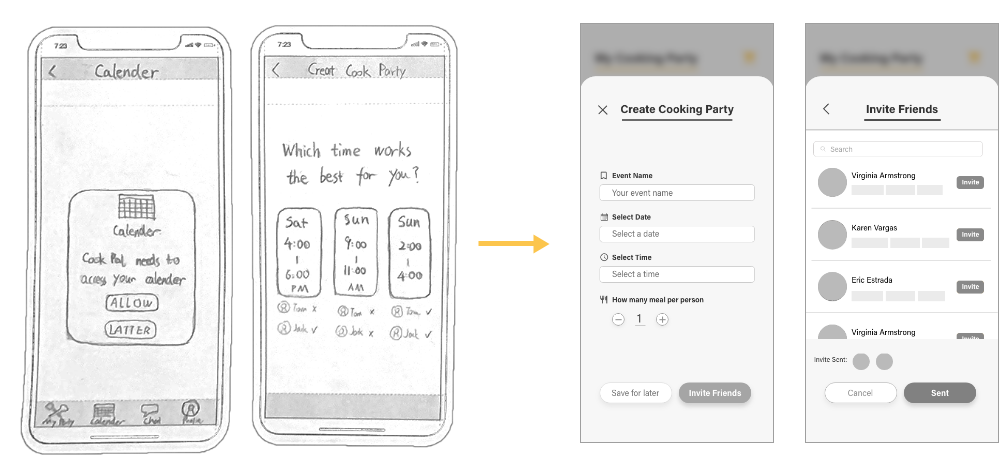 7:23
Calender
Calender
Cook Pal needs to
access your calender
ALLOW
LATTER
My Party
Calender
Chat
Profile
7:23
Creat Cook Party
Which time works
the best for you?
Sat
4:00
6:00
PM
Tom x
Jack ✓
Sun
9:00
11:00
AM
Tom x
Jack x
Sun
2:00
4:00
Tom ✓
Jack ✓
My Cooking Party
Create Cooking Party
Event Name
Your event name
Select Date
Select a date
Select Time
Select a time
How many meal per person
1
Save for later
Invite Friends
My Cooking Party
Invite Friends
Search
Virginia Armstrong
Invite
Karen Vargas
Invite
Eric Estrada
Invite
Virginia Armstrong
Invite
Invite Sent:
Cancel
Sent